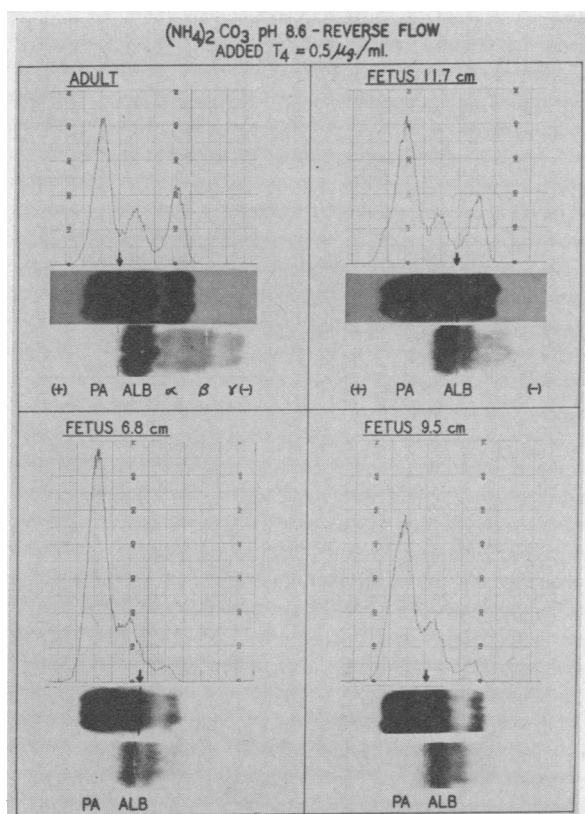 (NH4)2 CO3 pH 8.6 - REVERSE FLOW
ADDED T4 = 0.5 μg./ml.
ADULT
FETUS 11.7 cm
(+) PA ALB α β γ (-)
(+) PA ALB (-)
FETUS 6.8 cm
FETUS 9.5 cm
PA ALB
PA ALB